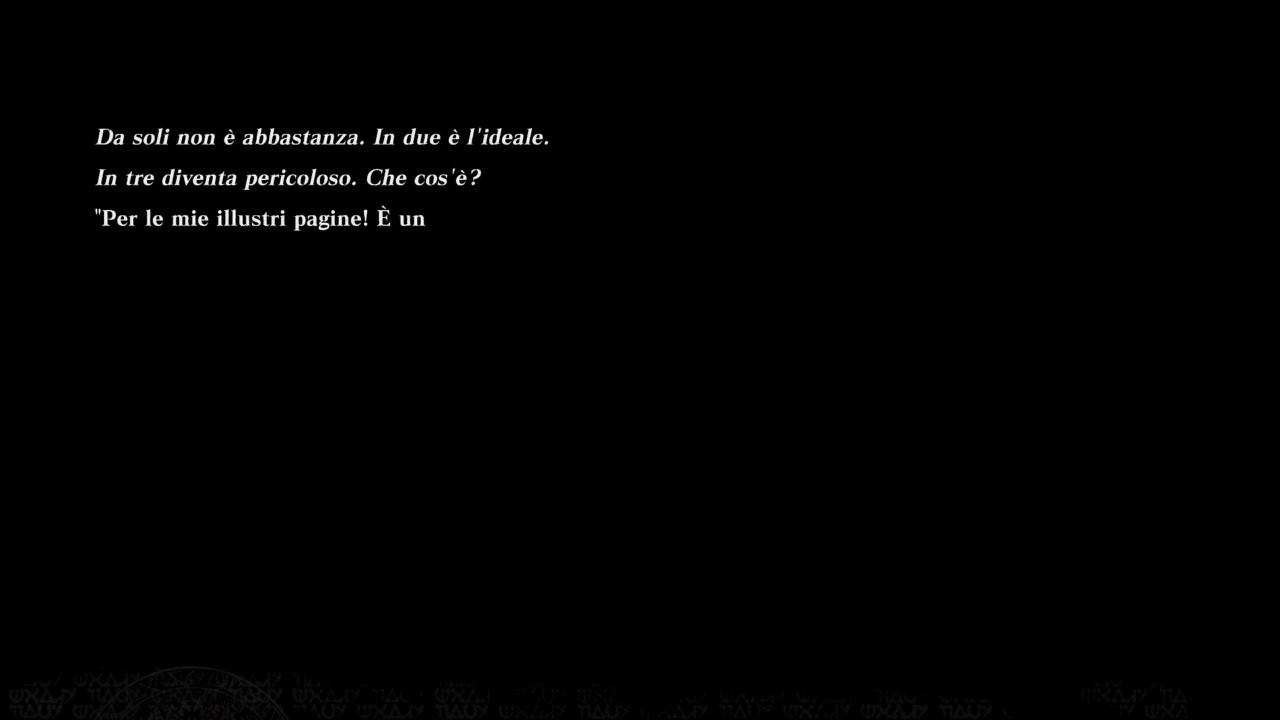 Da soli non è abbastanza. In due è l'ideale.
In tre diventa pericoloso. Che cos'è?
"Per le mie illustri pagine! È un